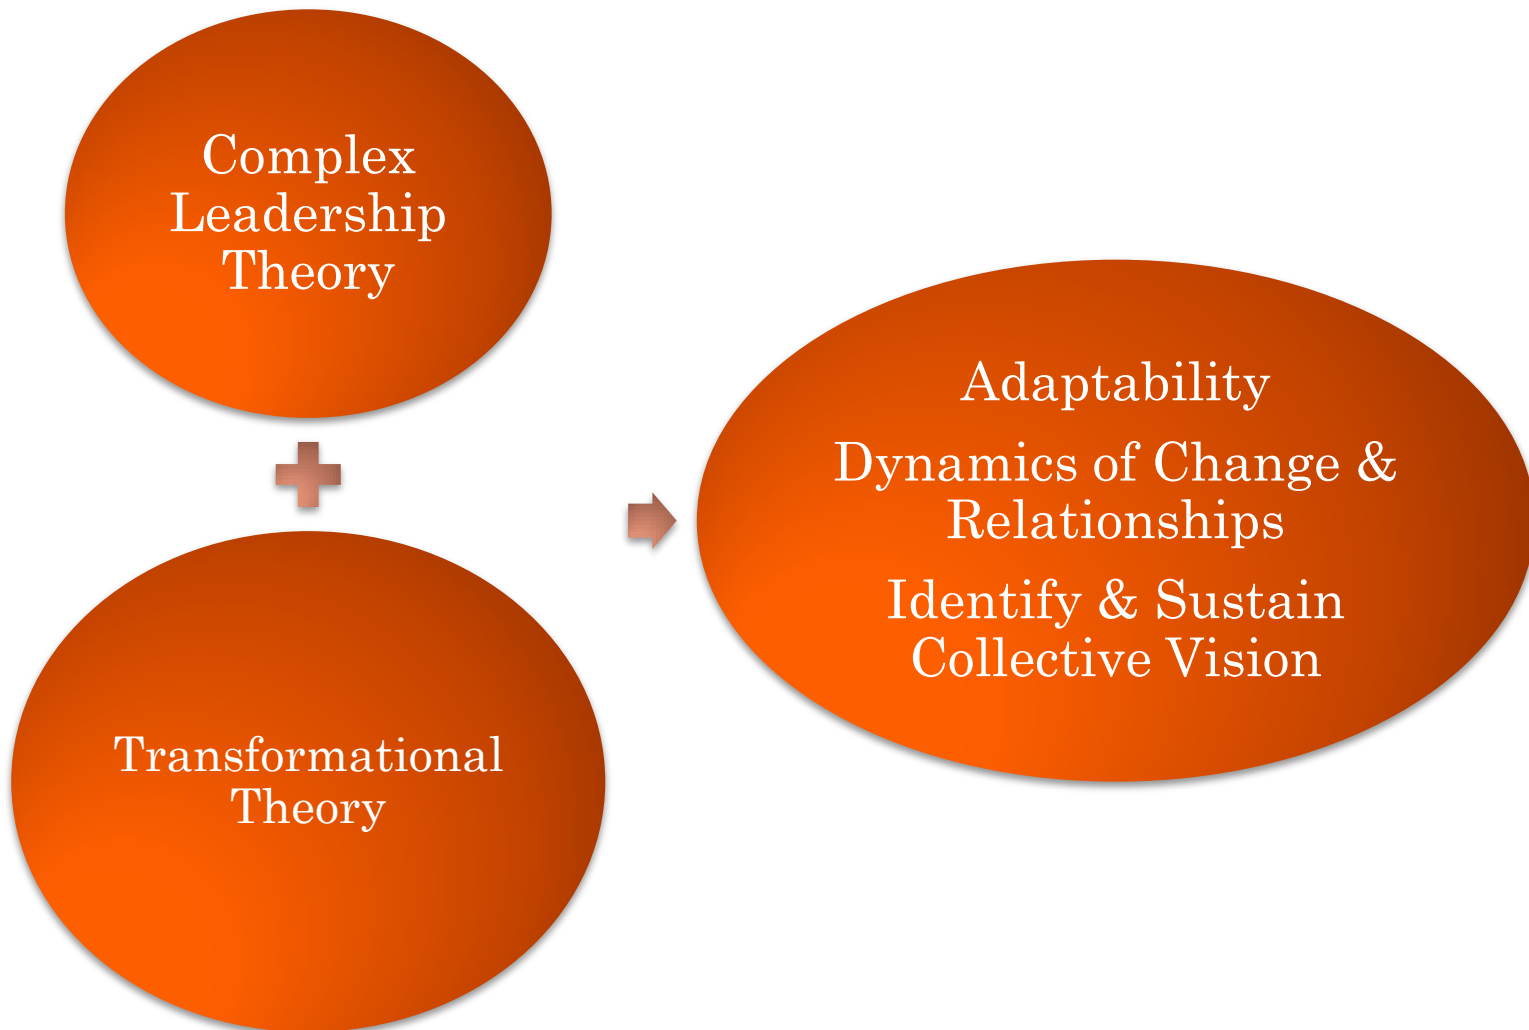 Complex
Leadership
Theory
Transformational
Theory
Adaptability
Dynamics of Change &
Relationships
Identify & Sustain
Collective Vision